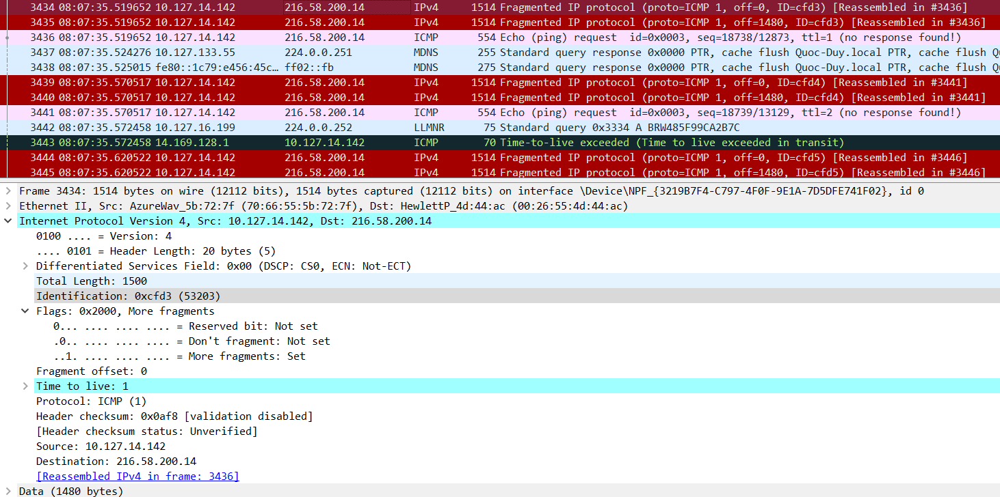 3434 08:07:35.519652 10.127.14.142 216.58.200.14 IPv4 1514 Fragmented IP protocol (proto=ICMP 1, off=0, ID=cfd3) [Reassembled in #3436]
3435 08:07:35.519652 10.127.14.142 216.58.200.14 IPv4 1514 Fragmented IP protocol (proto=ICMP 1, off=1480, ID=cfd3) [Reassembled in #3436]
3436 08:07:35.519652 10.127.14.142 216.58.200.14 ICMP 554 Echo (ping) request id=0x0003, seq=18738/12873, ttl=1 (no response found!)
3437 08:07:35.524276 10.127.133.55 224.0.0.251 MDNS 255 Standard query response 0x0000 PTR, cache flush Quoc-Duy.local PTR, cache flush Qu
3438 08:07:35.525015 fe80::1c79:e456:45c… ff02::fb MDNS 275 Standard query response 0x0000 PTR, cache flush Quoc-Duy.local PTR, cache flush Qu
3439 08:07:35.570517 10.127.14.142 216.58.200.14 IPv4 1514 Fragmented IP protocol (proto=ICMP 1, off=0, ID=cfd4) [Reassembled in #3441]
3440 08:07:35.570517 10.127.14.142 216.58.200.14 IPv4 1514 Fragmented IP protocol (proto=ICMP 1, off=1480, ID=cfd4) [Reassembled in #3441]
3441 08:07:35.570517 10.127.14.142 216.58.200.14 ICMP 554 Echo (ping) request id=0x0003, seq=18739/13129, ttl=2 (no response found!)
3442 08:07:35.572458 10.127.16.199 224.0.0.252 LLMNR 75 Standard query 0x3334 A BRW485F99CA2B7C
3443 08:07:35.572458 14.169.128.1 10.127.14.142 ICMP 70 Time-to-live exceeded (Time to live exceeded in transit)
3444 08:07:35.620522 10.127.14.142 216.58.200.14 IPv4 1514 Fragmented IP protocol (proto=ICMP 1, off=0, ID=cfd5) [Reassembled in #3446]
3445 08:07:35.620522 10.127.14.142 216.58.200.14 IPv4 1514 Fragmented IP protocol (proto=ICMP 1, off=1480, ID=cfd5) [Reassembled in #3446]
Frame 3434: 1514 bytes on wire (12112 bits), 1514 bytes captured (12112 bits) on interface \Device\NPF_{3219B7F4-C797-4F0F-9E1A-7D5DFE741F02}, id 0
Ethernet II, Src: AzureWav_5b:72:7f (70:66:55:5b:72:7f), Dst: HewlettP_4d:44:ac (00:26:55:4d:44:ac)
Internet Protocol Version 4, Src: 10.127.14.142, Dst: 216.58.200.14
0100 .... = Version: 4
.... 0101 = Header Length: 20 bytes (5)
Differentiated Services Field: 0x00 (DSCP: CS0, ECN: Not-ECT)
Total Length: 1500
Identification: 0xcfd3 (53203)
Flags: 0x2000, More fragments
0... .... .... .... = Reserved bit: Not set
.0.. .... .... .... = Don't fragment: Not set
..1. .... .... .... = More fragments: Set
Fragment offset: 0
Time to live: 1
Protocol: ICMP (1)
Header checksum: 0x0af8 [validation disabled]
[Header checksum status: Unverified]
Source: 10.127.14.142
Destination: 216.58.200.14
[Reassembled IPv4 in frame: 3436]
Data (1480 bytes)